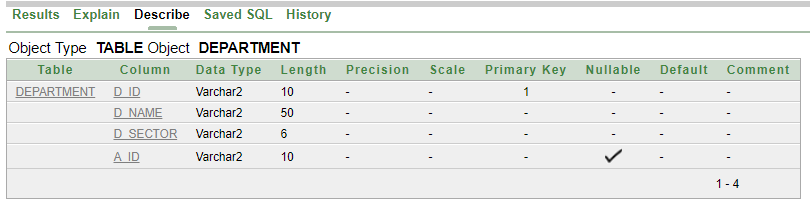 Results Explain Describe Saved SQL History
Object Type TABLE Object DEPARTMENT
Table Column Data Type Length Precision Scale Primary Key Nullable Default Comment
DEPARTMENT D_ID Varchar2 10 - - 1 - - -
D_NAME Varchar2 50 - - - - - -
D_SECTOR Varchar2 6 - - - - - -
A_ID Varchar2 10 - - - ✓ - -
1 - 4